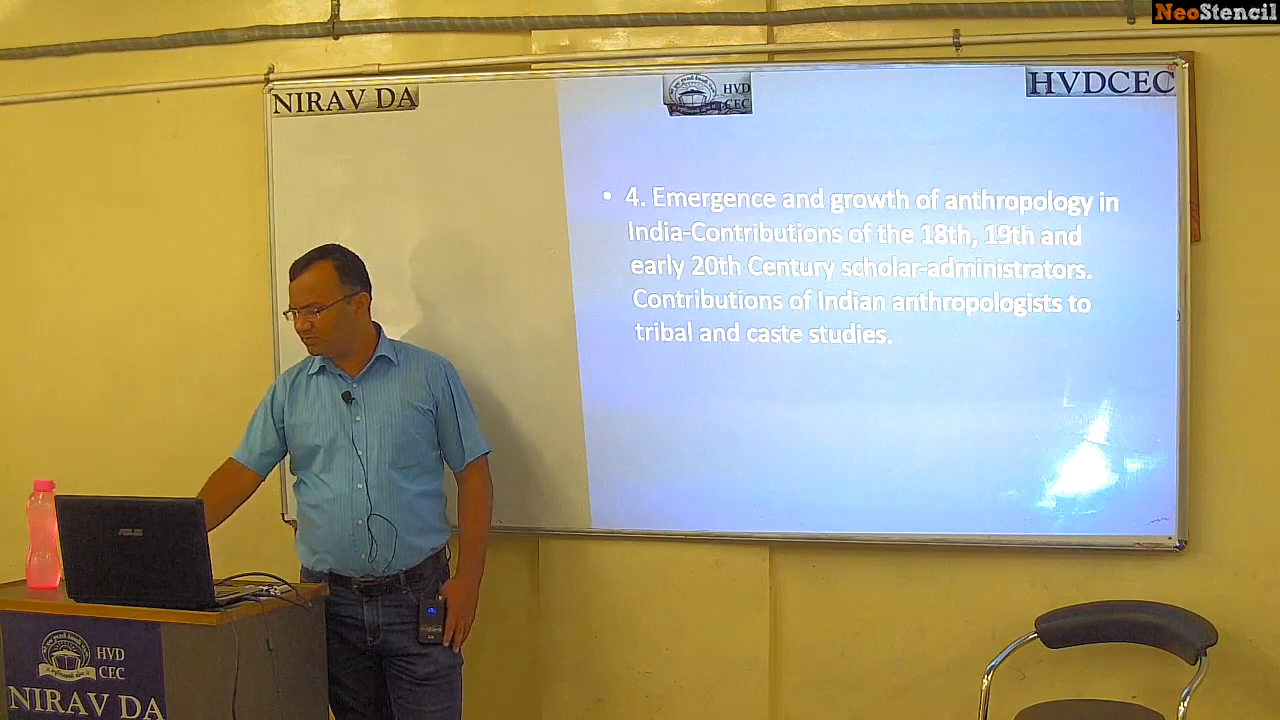 NeoStencil
NIRAV DA
HVD
CEC
HVDCEC
• 4. Emergence and growth of anthropology in
India-Contributions of the 18th, 19th and
early 20th Century scholar-administrators.
Contributions of Indian anthropologists to
tribal and caste studies.
ASUS
HVD
CEC
NIRAV DA